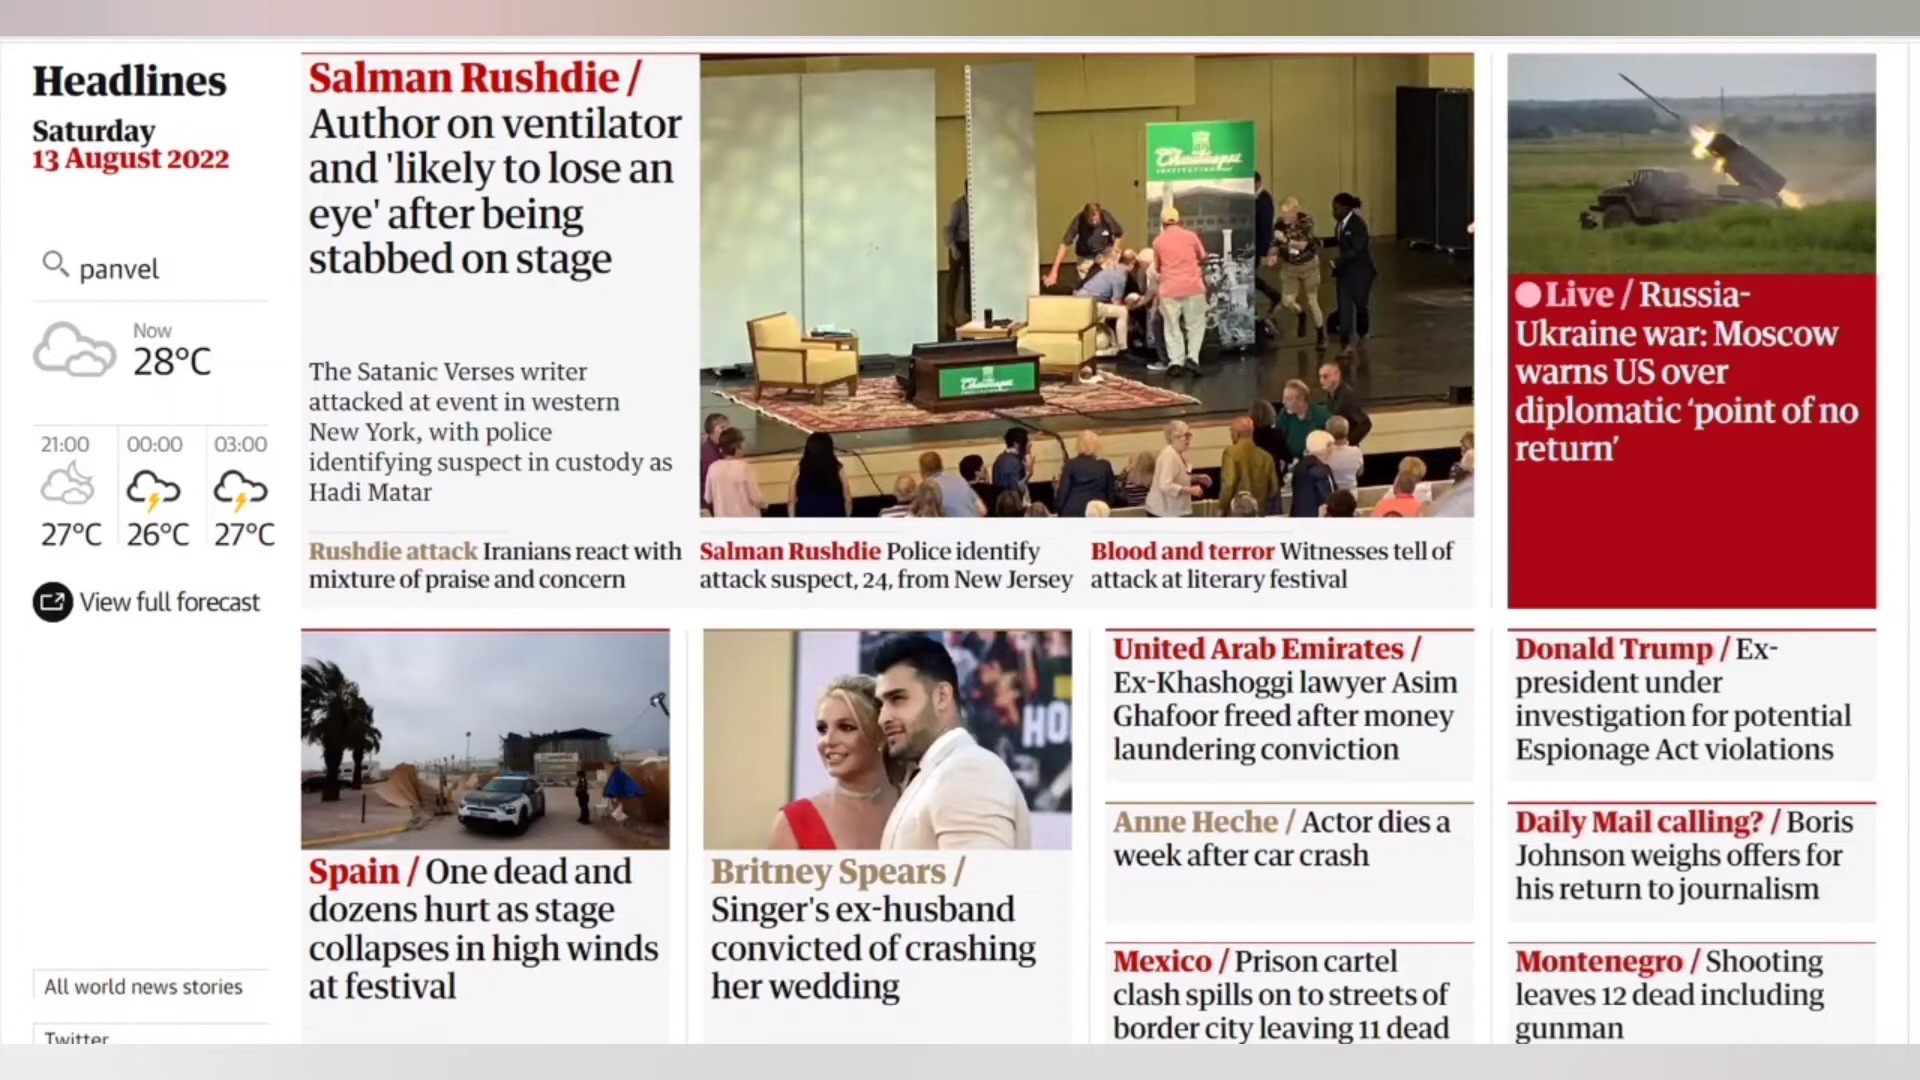 Headlines
Saturday
13 August 2022
panvel
Now
28°C
21:00
00:00
03:00
27°C
26°C
27°C
View full forecast
All world news stories
Twitter
Salman Rushdie /
Author on ventilator
and 'likely to lose an
eye' after being
stabbed on stage
The Satanic Verses writer
attacked at event in western
New York, with police
identifying suspect in custody as
Hadi Matar
Chautauqua
INSTITUTION
Chautauqua
Rushdie attack Iranians react with
mixture of praise and concern
Salman Rushdie Police identify
attack suspect, 24, from New Jersey
Blood and terror Witnesses tell of
attack at literary festival
Live / Russia-
Ukraine war: Moscow
warns US over
diplomatic ‘point of no
return’
Spain / One dead and
dozens hurt as stage
collapses in high winds
at festival
HO
Britney Spears /
Singer's ex-husband
convicted of crashing
her wedding
United Arab Emirates /
Ex-Khashoggi lawyer Asim
Ghafoor freed after money
laundering conviction
Anne Heche / Actor dies a
week after car crash
Mexico / Prison cartel
clash spills on to streets of
border city leaving 11 dead
Donald Trump / Ex-
president under
investigation for potential
Espionage Act violations
Daily Mail calling? / Boris
Johnson weighs offers for
his return to journalism
Montenegro / Shooting
leaves 12 dead including
gunman